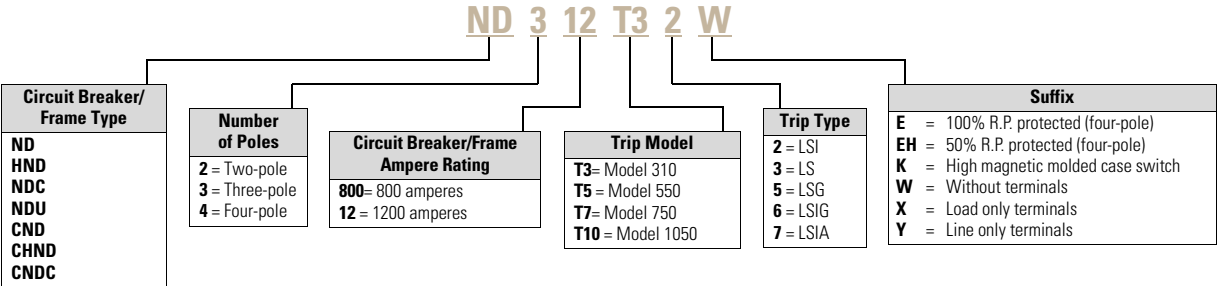 ND 3 12 T3 2 W
Circuit Breaker/
Frame Type
ND
HND
NDC
NDU
CND
CHND
CNDC
Number
of Poles
2 = Two-pole
3 = Three-pole
4 = Four-pole
Circuit Breaker/Frame
Ampere Rating
800= 800 amperes
12 = 1200 amperes
Trip Model
T3= Model 310
T5 = Model 550
T7= Model 750
T10 = Model 1050
Trip Type
2 = LSI
3 = LS
5 = LSG
6 = LSIG
7 = LSIA
Suffix
E = 100% R.P. protected (four-pole)
EH = 50% R.P. protected (four-pole)
K = High magnetic molded case switch
W = Without terminals
X = Load only terminals
Y = Line only terminals